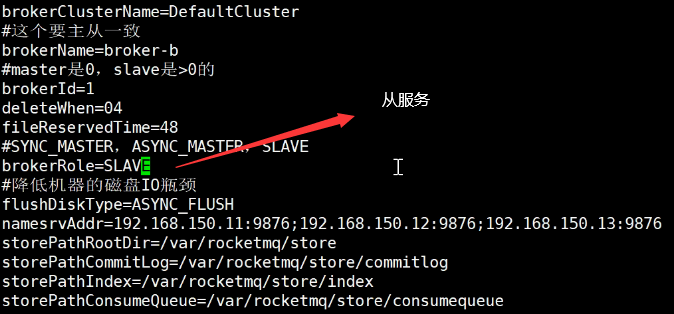 brokerClusterName=DefaultCluster
#这个要主从一致
brokerName=broker-b
#master是0，slave是>0的
brokerId=1
deleteWhen=04
fileReservedTime=48
#SYNC_MASTER，ASYNC_MASTER，SLAVE
brokerRole=SLAVE
#降低机器的磁盘IO瓶颈
flushDiskType=ASYNC_FLUSH
namesrvAddr=192.168.150.11:9876;192.168.150.12:9876;192.168.150.13:9876
storePathRootDir=/var/rocketmq/store
storePathCommitLog=/var/rocketmq/store/commitlog
storePathIndex=/var/rocketmq/store/index
storePathConsumeQueue=/var/rocketmq/store/consumequeue
从服务